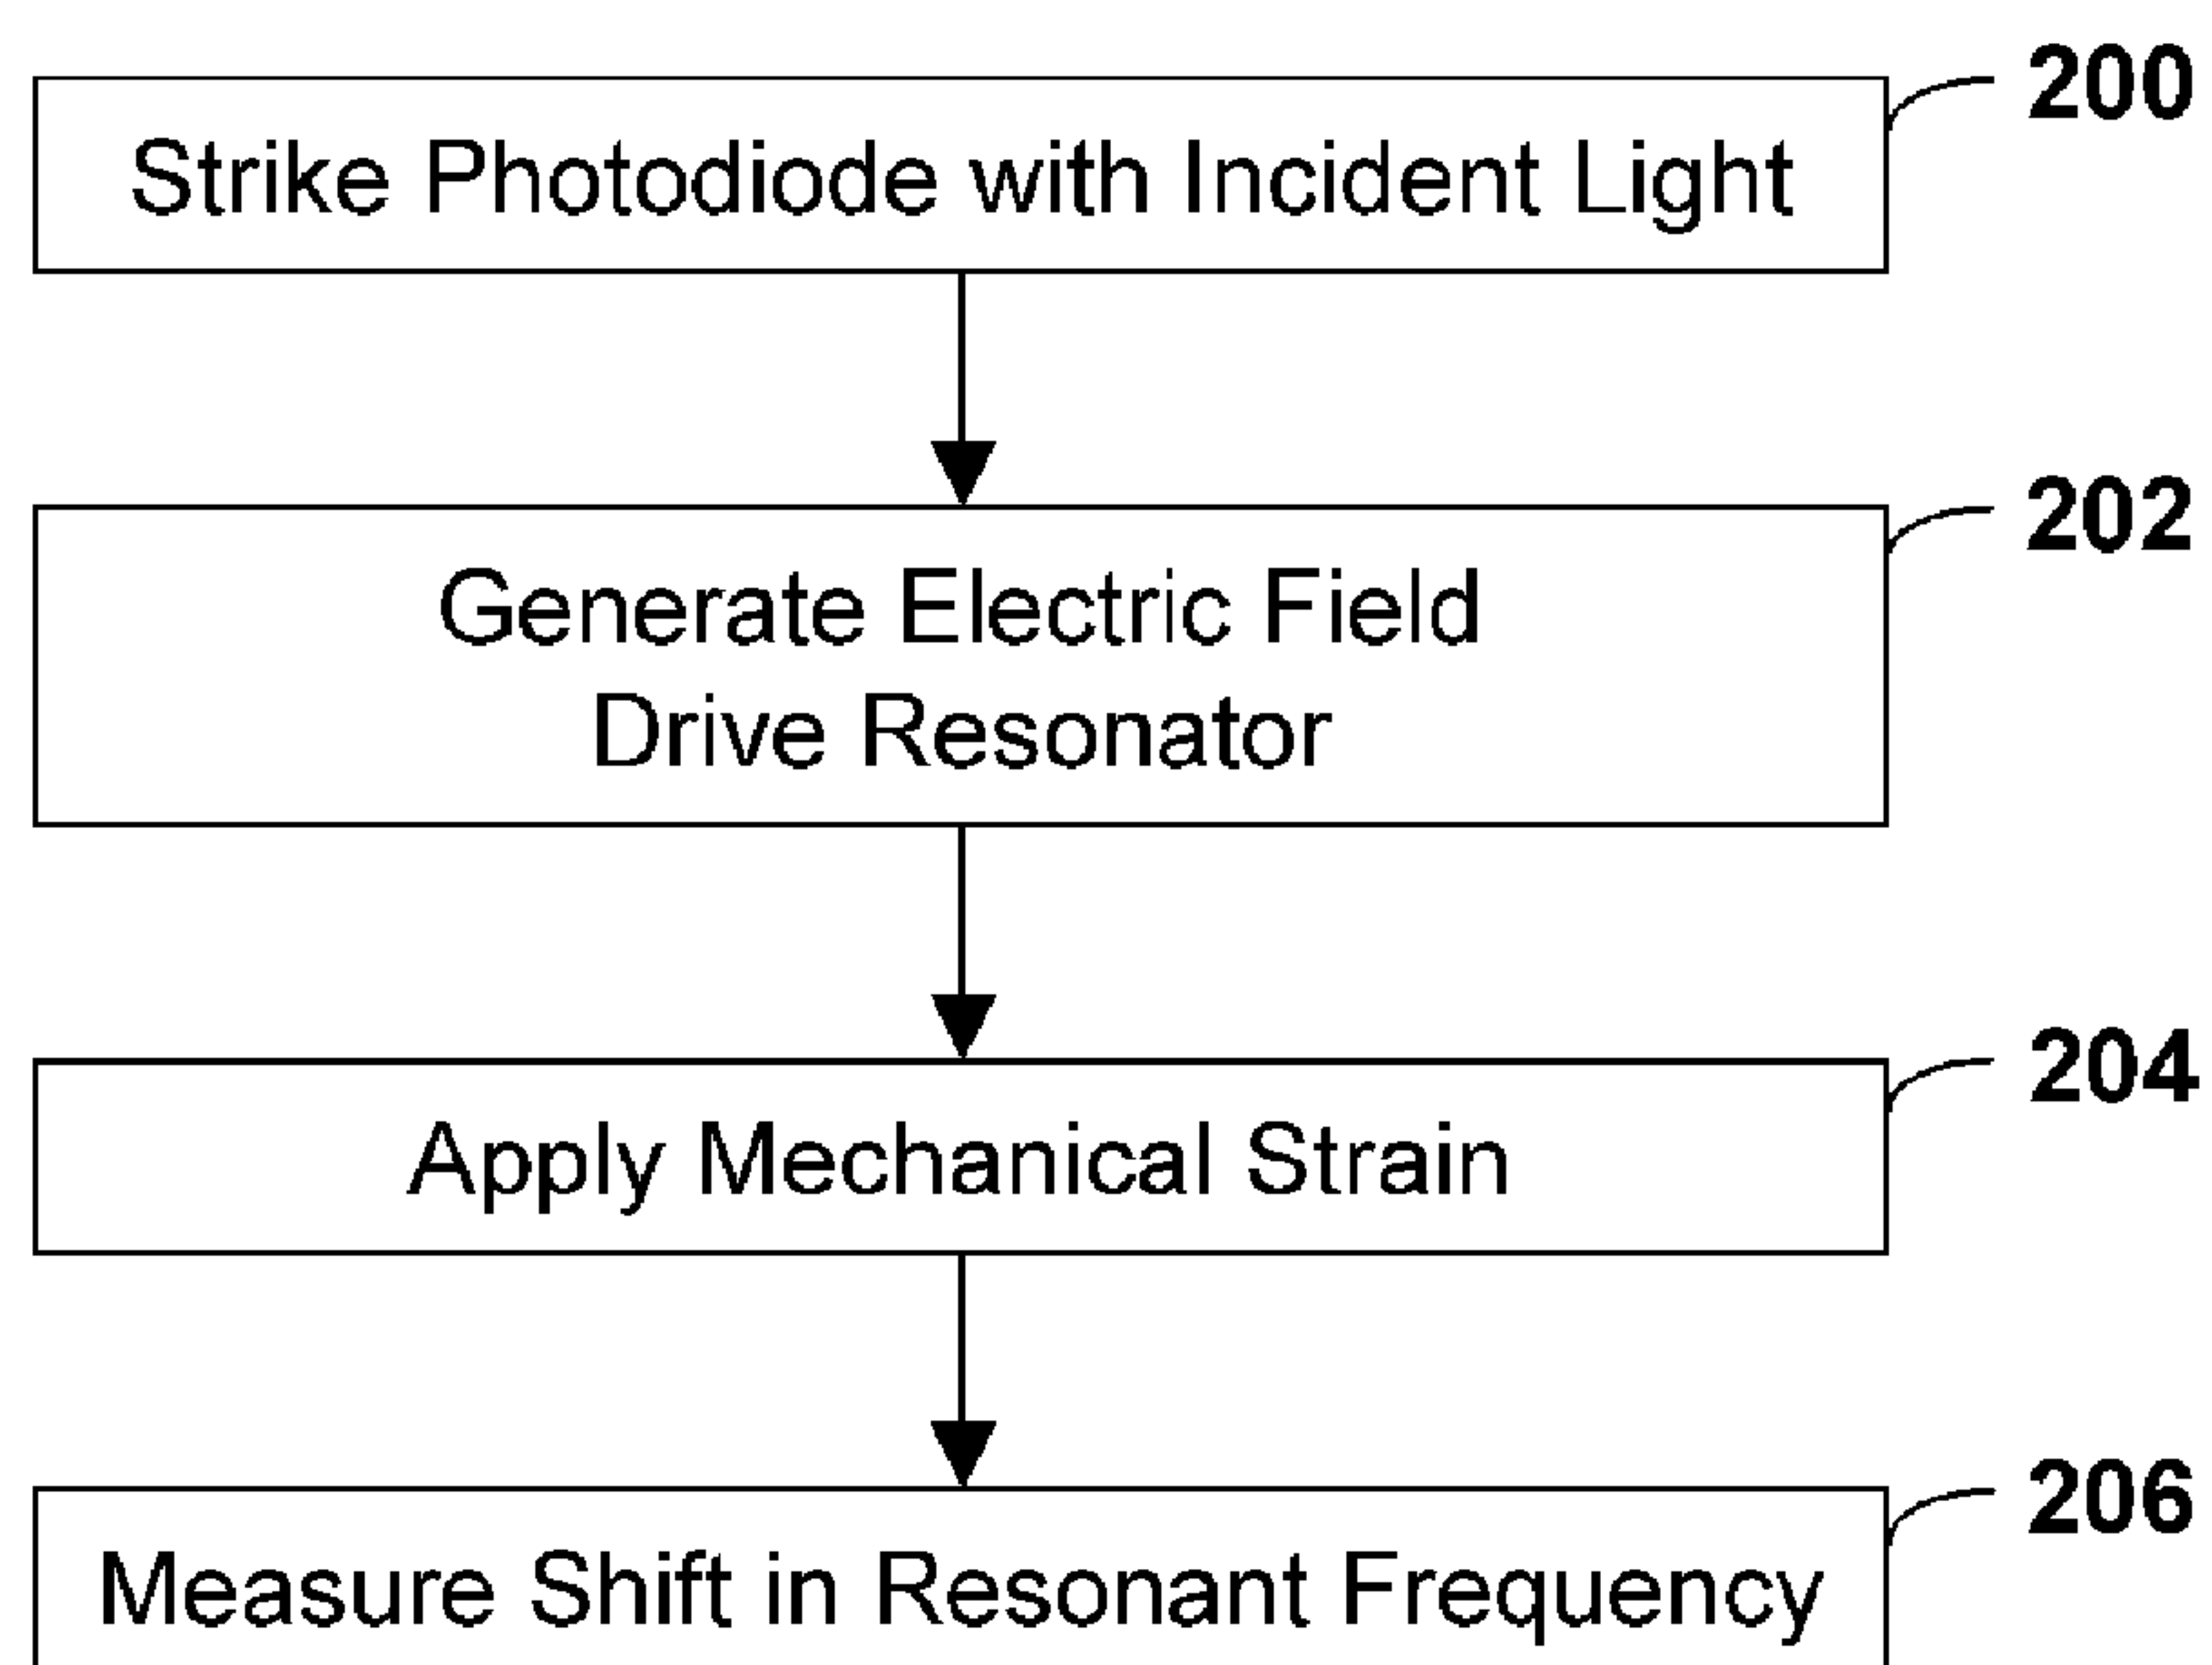 200
Strike Photodiode with Incident Light
202
Generate Electric Field
Drive Resonator
204
Apply Mechanical Strain
206
Measure Shift in Resonant Frequency